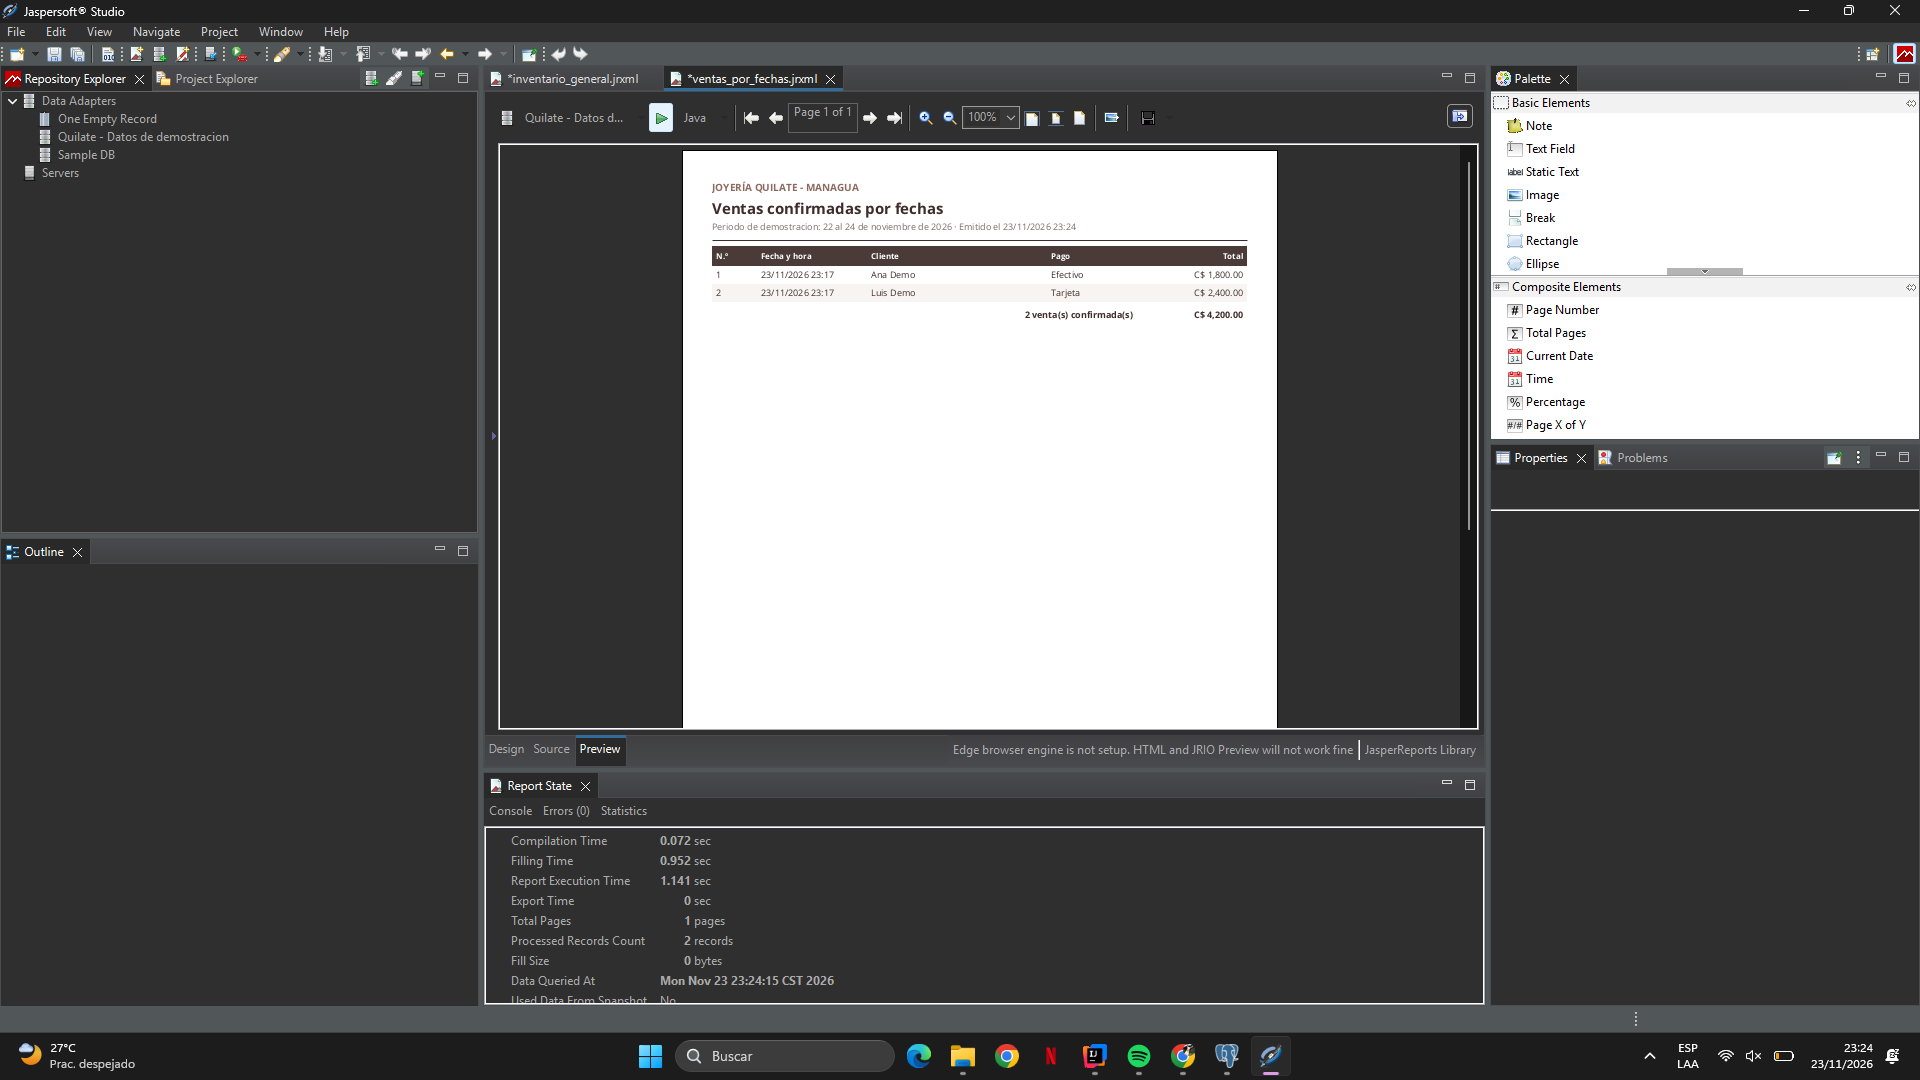 Jaspersoft® Studio
File Edit View Navigate Project Window Help
Repository Explorer
Project Explorer
Data Adapters
One Empty Record
Quilate - Datos de demostracion
Sample DB
Servers
Outline
*inventario_general.jrxml
*ventas_por_fechas.jrxml
Quilate - Datos d...
Java
Page 1 of 1
100%
JOYERÍA QUILATE - MANAGUA
Ventas confirmadas por fechas
Periodo de demostracion: 22 al 24 de noviembre de 2026 · Emitido el 23/11/2026 23:24
N.º Fecha y hora Cliente Pago Total
1 23/11/2026 23:17 Ana Demo Efectivo C$ 1,800.00
2 23/11/2026 23:17 Luis Demo Tarjeta C$ 2,400.00
2 venta(s) confirmada(s) C$ 4,200.00
Design Source Preview
Edge browser engine is not setup. HTML and JRIO Preview will not work fine
JasperReports Library
Report State
Console Errors (0) Statistics
Compilation Time 0.072 sec
Filling Time 0.952 sec
Report Execution Time 1.141 sec
Export Time 0 sec
Total Pages 1 pages
Processed Records Count 2 records
Fill Size 0 bytes
Data Queried At Mon Nov 23 23:24:15 CST 2026
Used Data From Snapshot No
Palette
Basic Elements
Note
Text Field
label Static Text
Image
Break
Rectangle
Ellipse
Composite Elements
# Page Number
Σ Total Pages
31 Current Date
31 Time
% Percentage
#/# Page X of Y
Properties
Problems
27°C
Prac. despejado
Buscar
ESP
LAA
23:24
23/11/2026